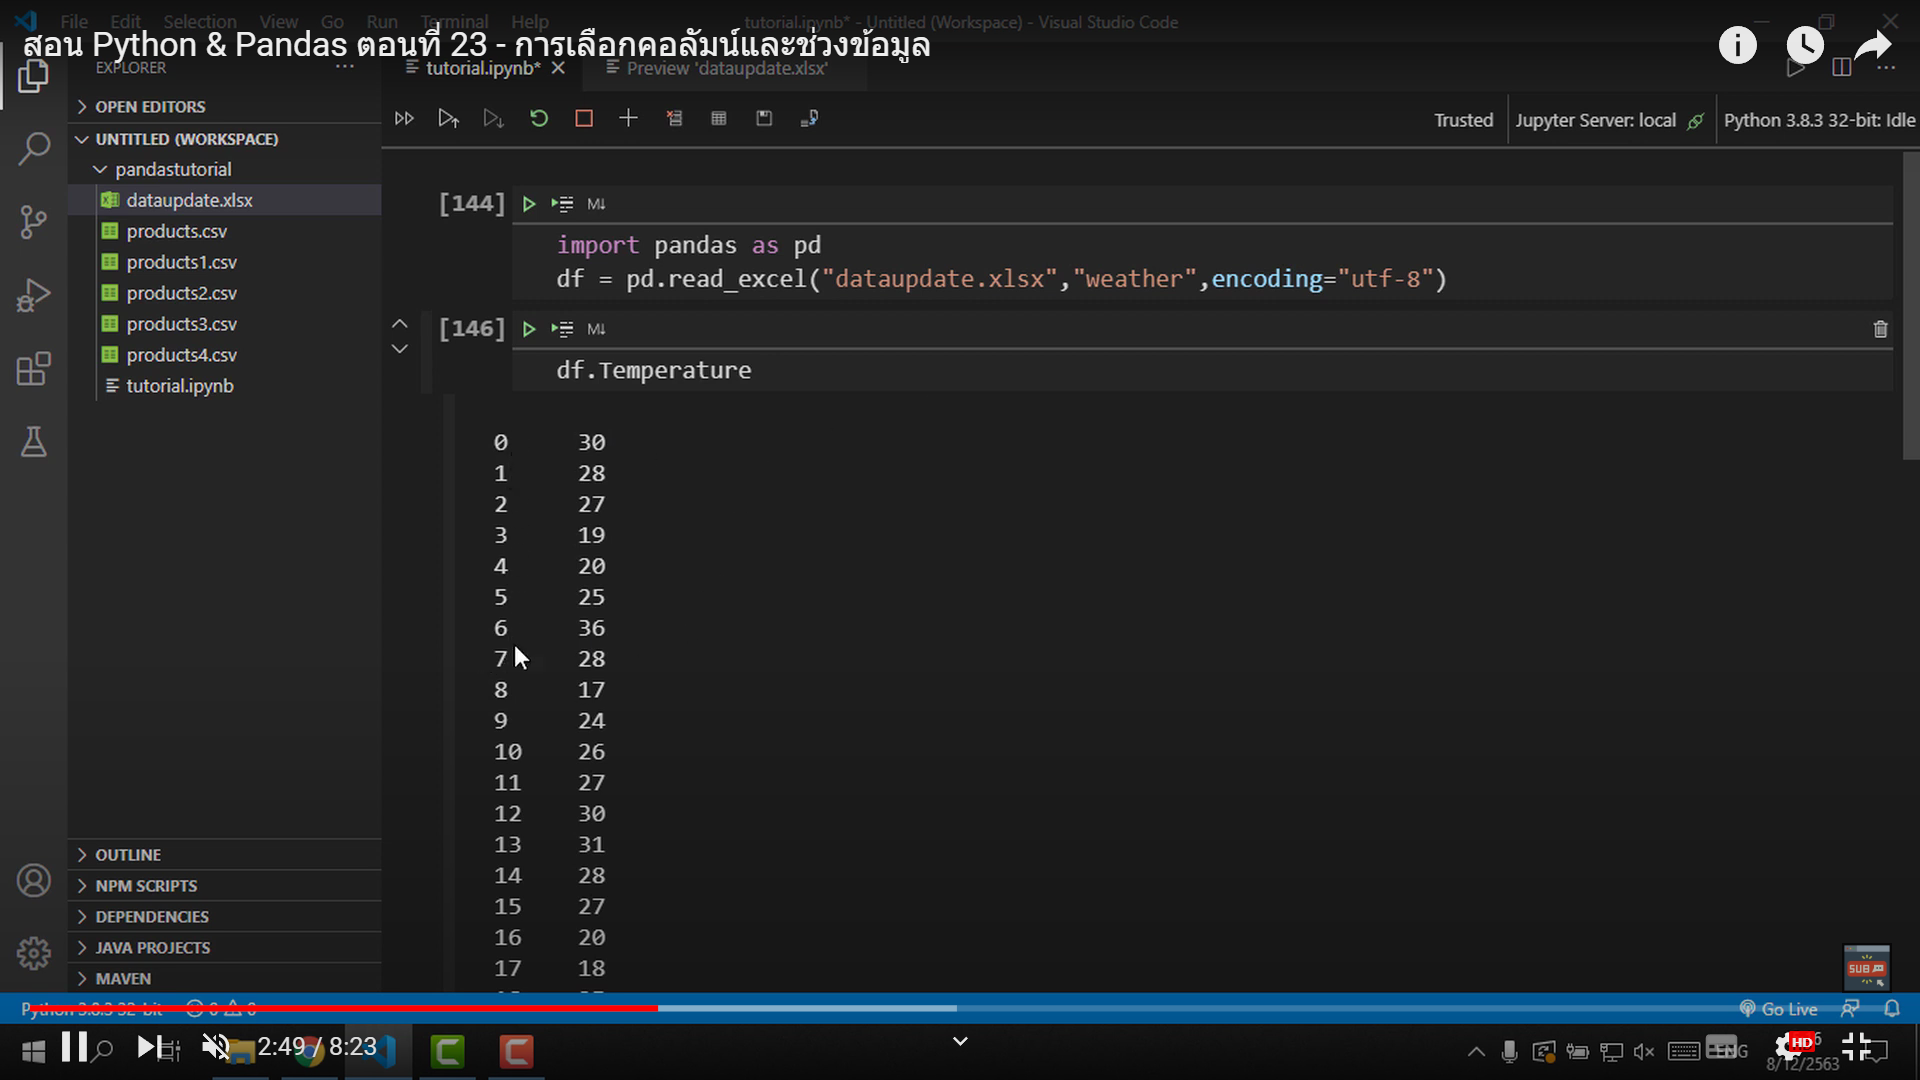 File Edit Selection View Go Run Terminal Help
tutorial.ipynb* - Untitled (Workspace) - Visual Studio Code
สอน Python & Pandas ตอนที่ 23 - การเลือกคอลัมน์และช่วงข้อมูล
EXPLORER
tutorial.ipynb*
Preview 'dataupdate.xlsx'
OPEN EDITORS
UNTITLED (WORKSPACE)
pandastutorial
dataupdate.xlsx
products.csv
products1.csv
products2.csv
products3.csv
products4.csv
tutorial.ipynb
OUTLINE
NPM SCRIPTS
DEPENDENCIES
JAVA PROJECTS
MAVEN
Trusted
Jupyter Server: local
Python 3.8.3 32-bit: Idle
[144]
M↓
import pandas as pd
df = pd.read_excel("dataupdate.xlsx","weather",encoding="utf-8")
[146]
M↓
df.Temperature
0 30
1 28
2 27
3 19
4 20
5 25
6 36
7 28
8 17
9 24
10 26
11 27
12 30
13 31
14 28
15 27
16 20
17 18
SUB
Python 3.8.3 32-bit 0 0
Go Live
2:49 / 8:23
ENG
HD
8/12/2563